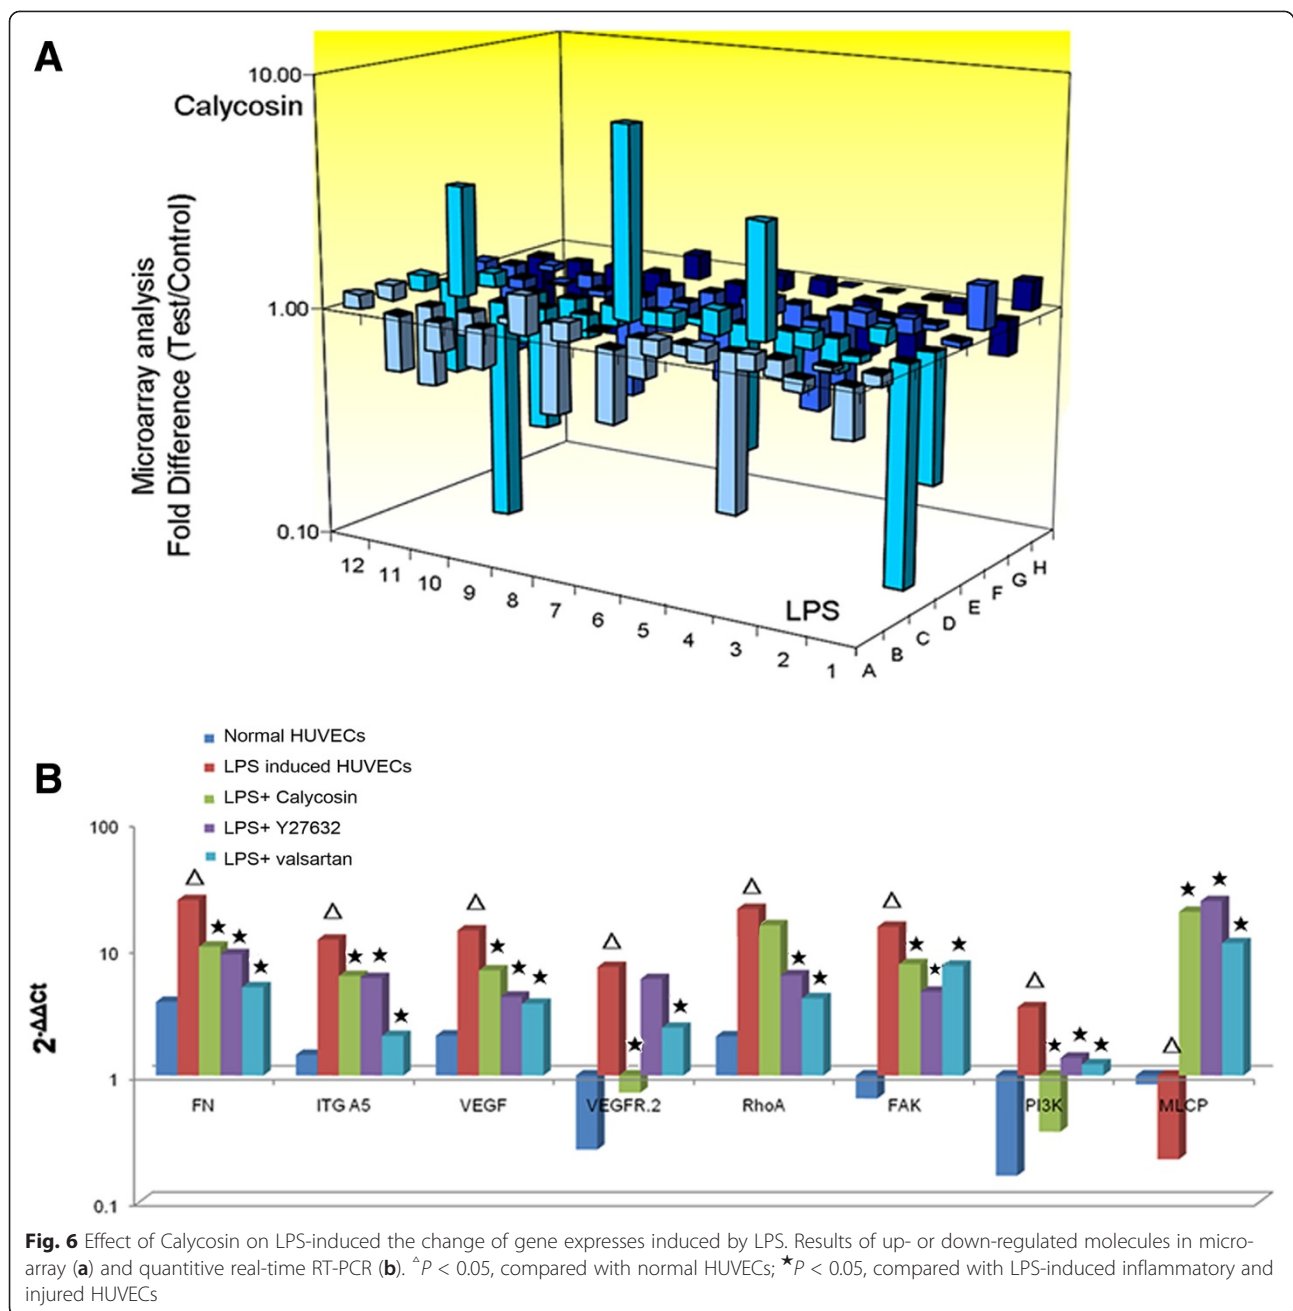 A
10.00
Calycosin
Microarray analysis
Fold Difference (Test/Control)
1.00
0.10
12 11 10 9 8 7 6 5 4 3 2 1
LPS
A B C D E F G H
B
Normal HUVECs
LPS induced HUVECs
LPS+ Calycosin
LPS+ Y27632
LPS+ valsartan
2-ΔΔCt
100
10
1
0.1
△ ★ ★ ★ △ ★ ★ ★ △ ★ ★ ★ △ ★ ★ △ ★ ★ △ ★ ★ ★ △ ★ ★ ★ △ ★ ★ ★
FN ITG A5 VEGF VEGFR.2 RhoA FAK PI3K MLCP
Fig. 6 Effect of Calycosin on LPS-induced the change of gene expresses induced by LPS. Results of up- or down-regulated molecules in micro-
array (a) and quantitive real-time RT-PCR (b). △P < 0.05, compared with normal HUVECs; ★P < 0.05, compared with LPS-induced inflammatory and
injured HUVECs